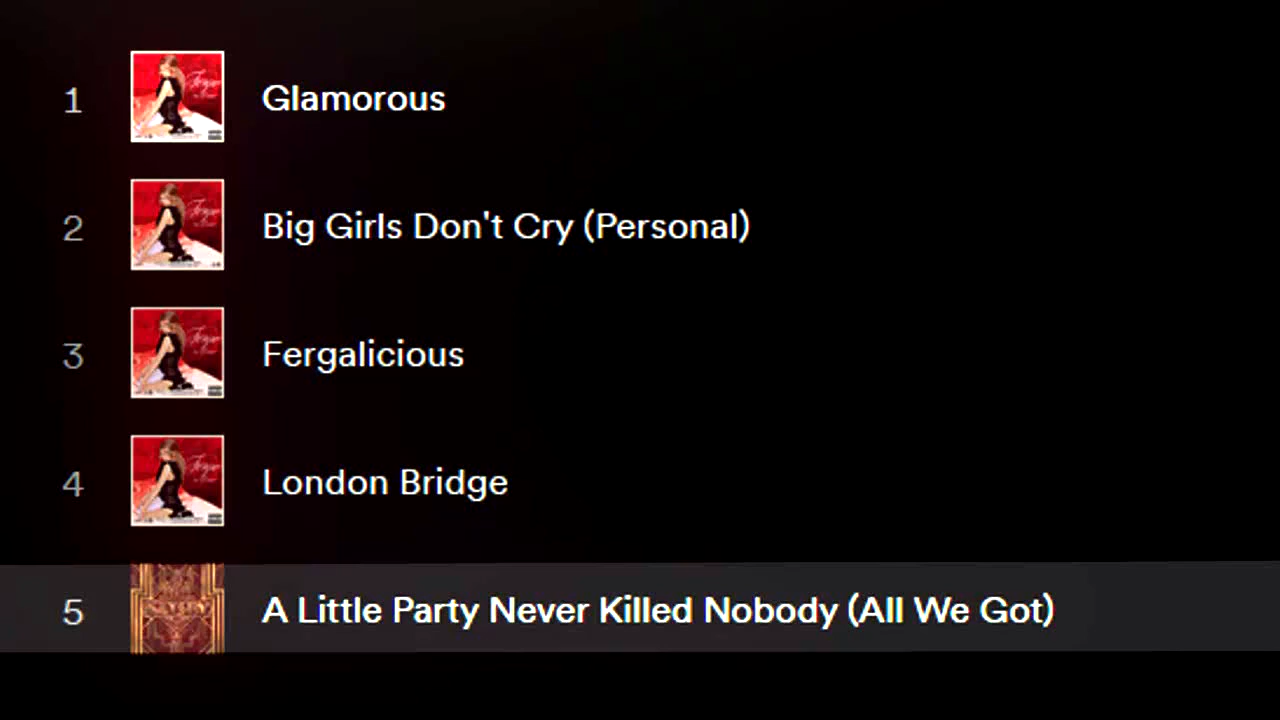 1 Glamorous
2 Big Girls Don't Cry (Personal)
3 Fergalicious
4 London Bridge
5 A Little Party Never Killed Nobody (All We Got)